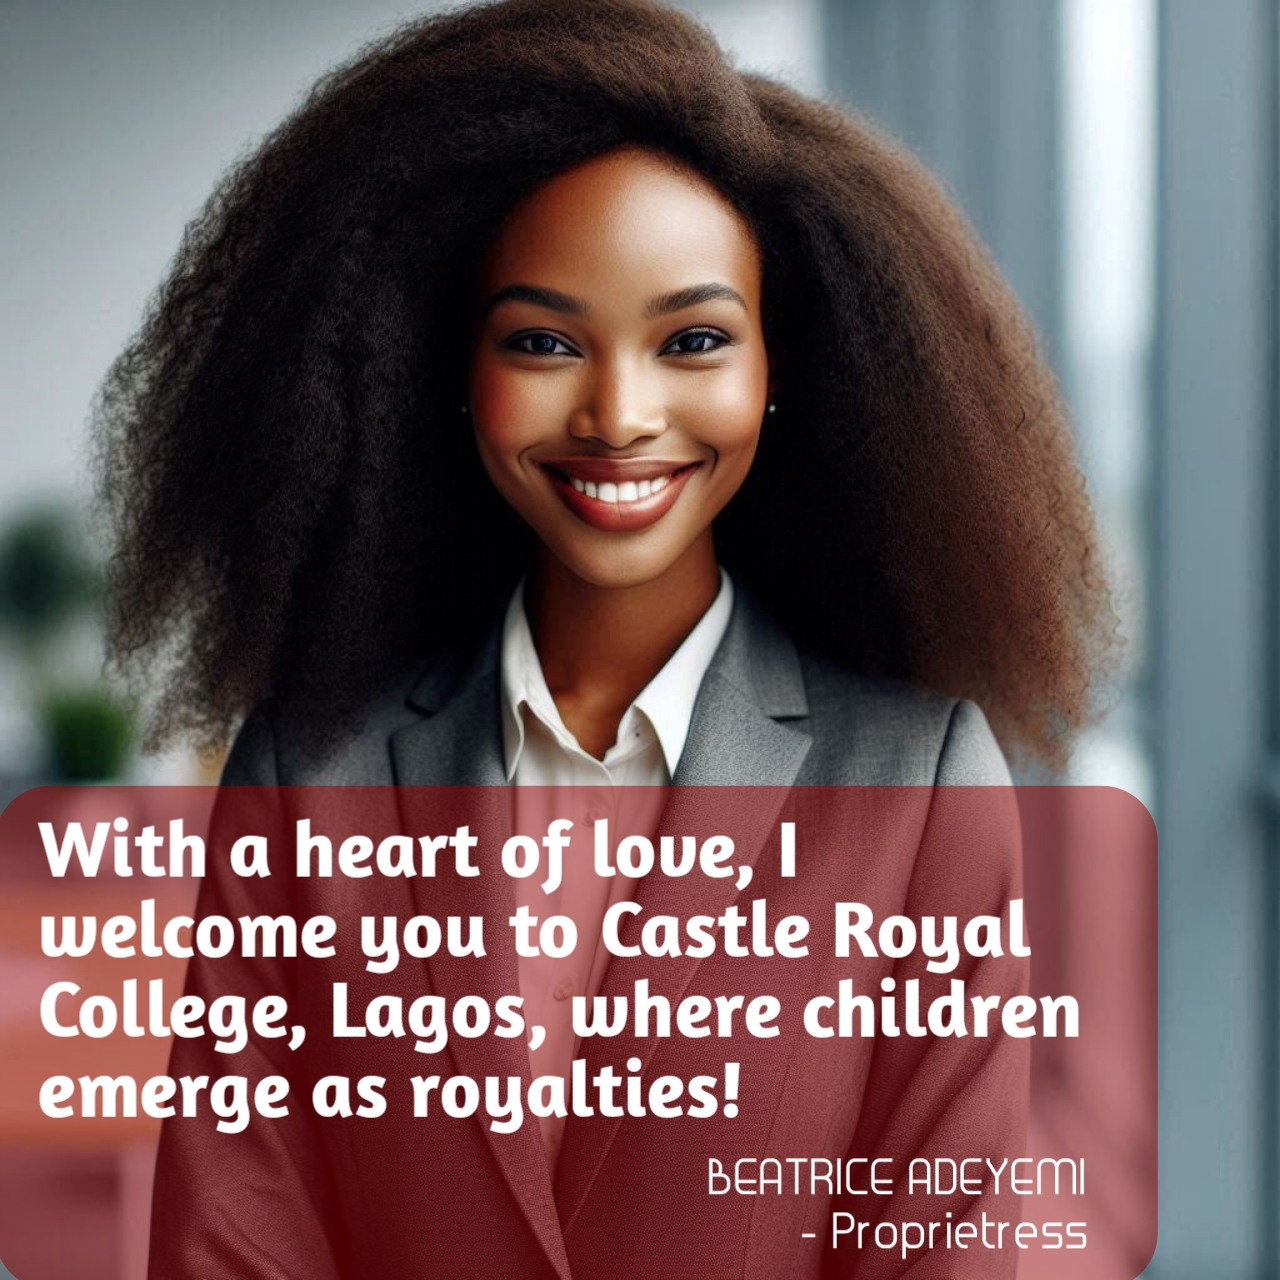 With a heart of love, I
welcome you to Castle Royal
College, Lagos, where children
emerge as royalties!
BEATRICE ADEYEMI
- Proprietress